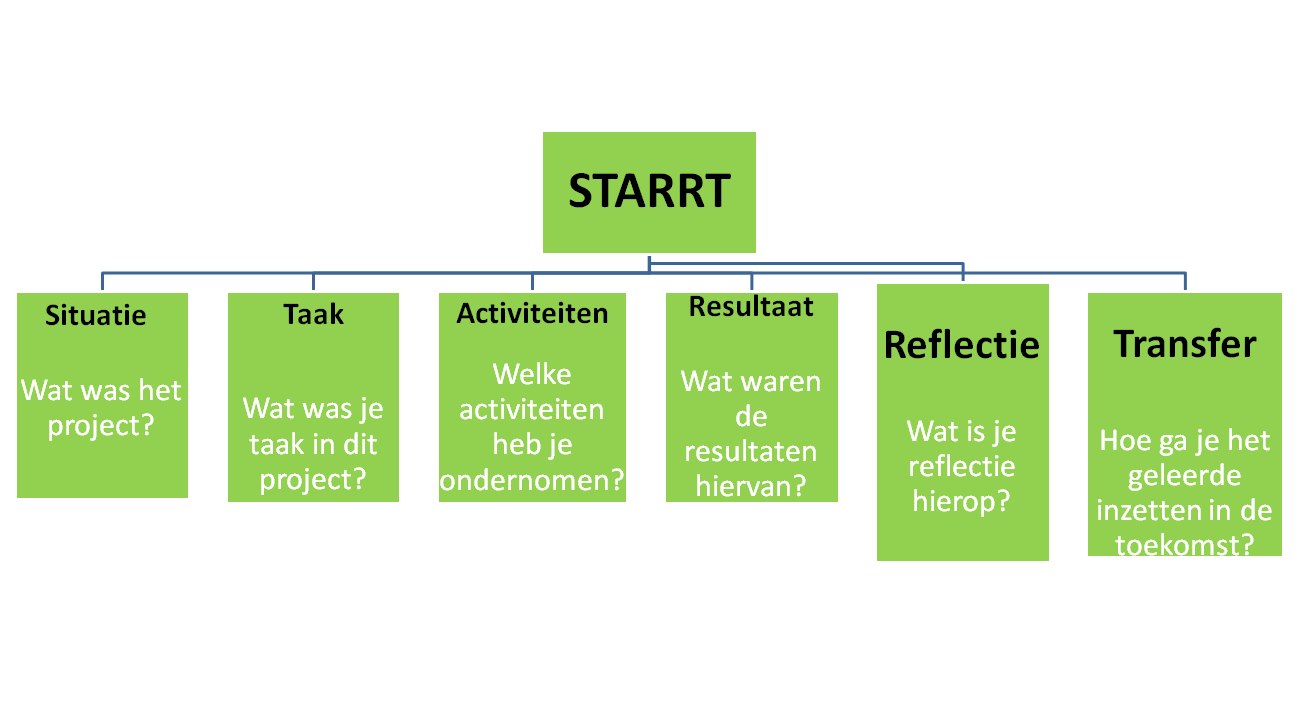 STARRT
Situatie
Wat was het
project?
Taak
Wat was je
taak in dit
project?
Activiteiten
Welke
activiteiten
heb je
ondernomen?
Resultaat
Wat waren
de
resultaten
hiervan?
Reflectie
Wat is je
reflectie
hierop?
Transfer
Hoe ga je het
geleerde
inzetten in de
toekomst?